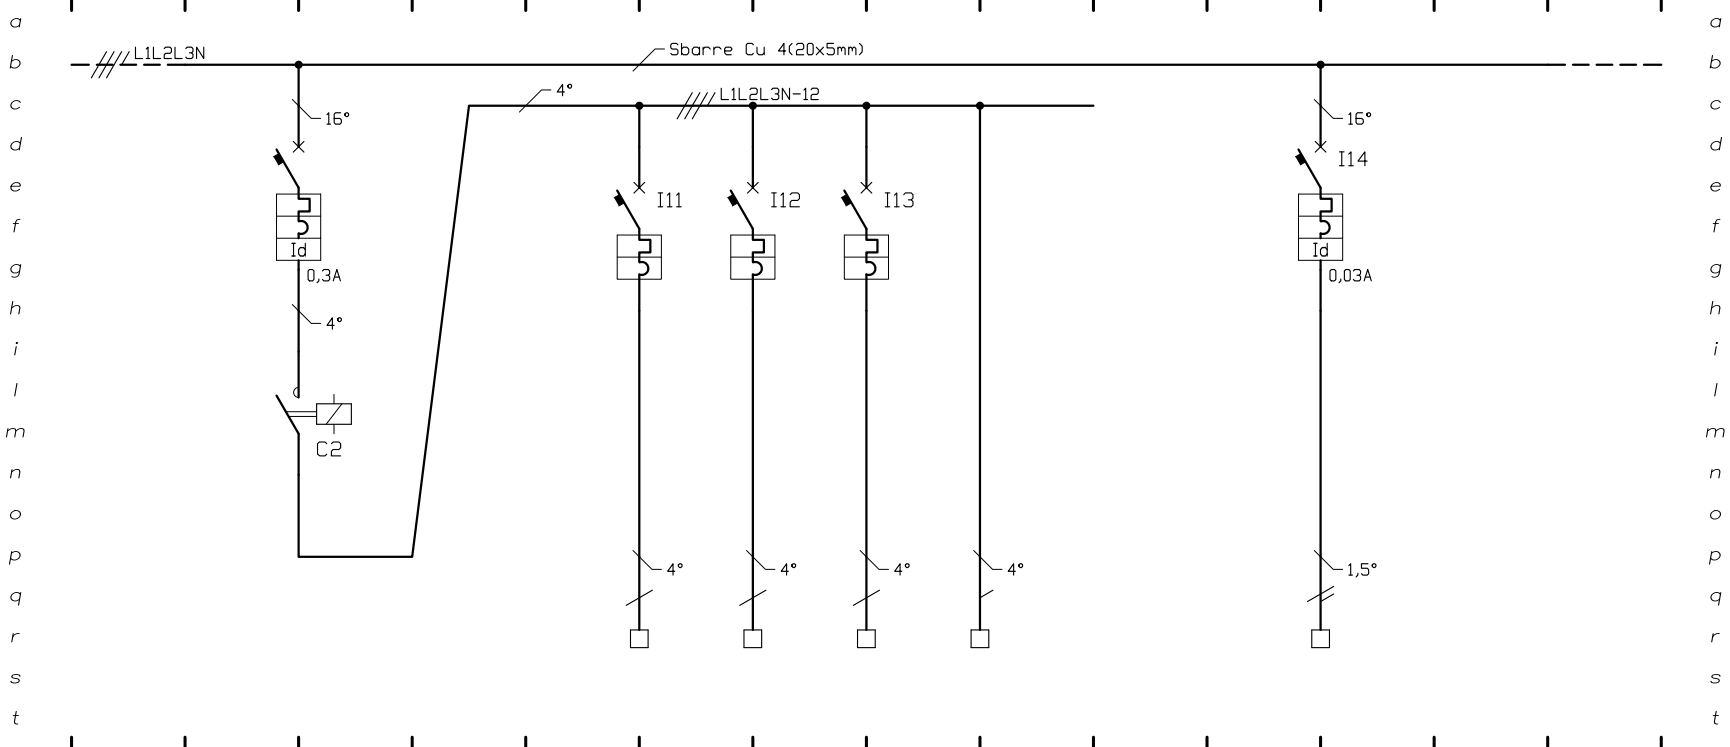 a a
L1L2L3N Sbarre Cu 4(20x5mm)
b b
4° L1L2L3N-12
c c
16° 16°
d d
I14
e e
I11 I12 I13
f f
Id Id
g g
0,3A 0,03A
h h
4°
i i
l l
m m
C2
n n
o o
p p
4° 4° 4° 4° 1,5°
q q
r r
s s
t t